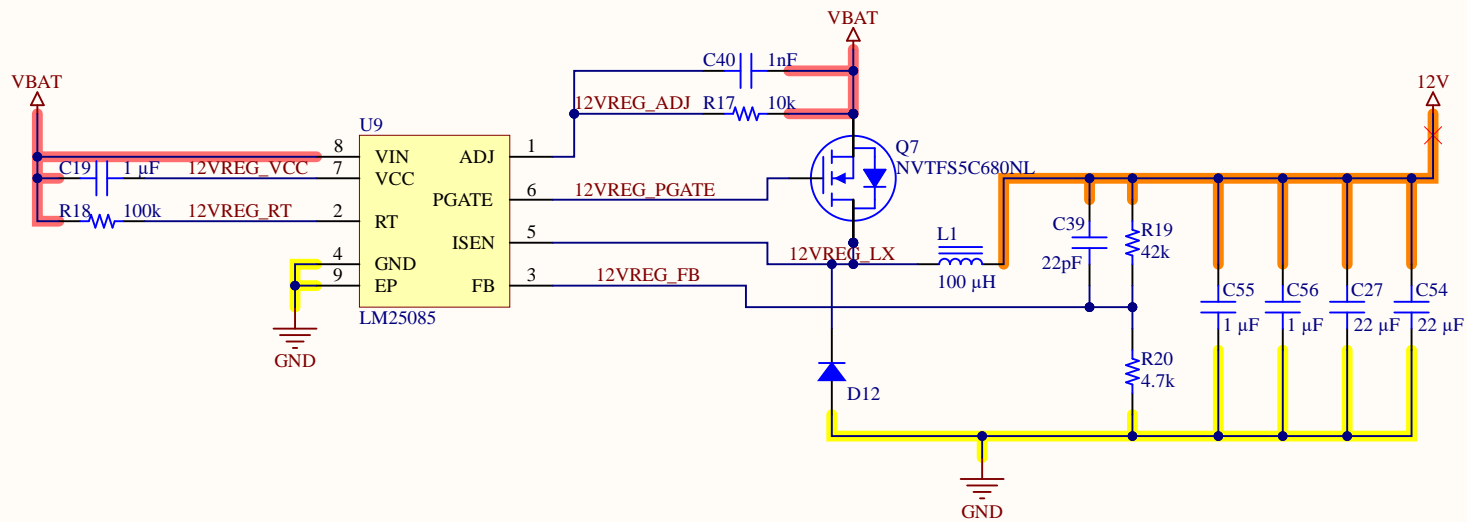 VBAT
C40
1nF
VBAT
12V
12VREG_ADJ
R17
10k
U9
Q7
8
VIN
ADJ
1
NVTFS5C680NL
C19
1 µF
12VREG_VCC
7
VCC
PGATE
6
12VREG_PGATE
R18
100k
12VREG_RT
2
RT
ISEN
5
12VREG_LX
L1
C39
R19
4
GND
22pF
42k
9
EP
FB
3
12VREG_FB
100 µH
C55
C56
C27
C54
LM25085
1 µF
1 µF
22 µF
22 µF
GND
R20
D12
4.7k
GND